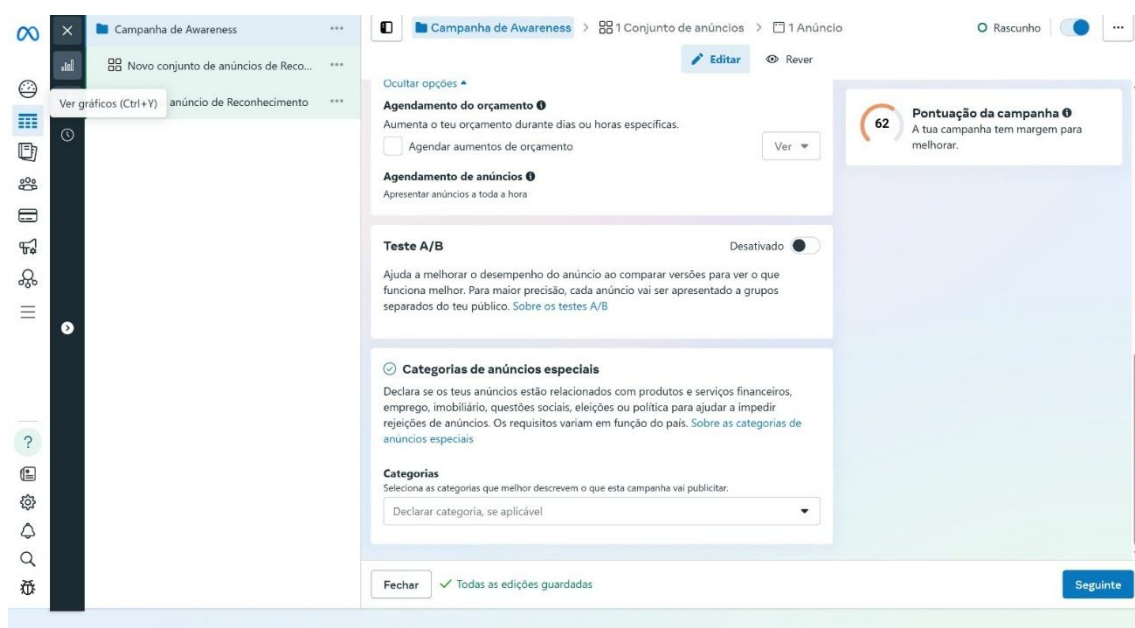 Campanha de Awareness ...
Novo conjunto de anúncios de Reco... ...
Ver gráficos (Ctrl+Y) anúncio de Reconhecimento ...
Campanha de Awareness > 1 Conjunto de anúncios > 1 Anúncio
Rascunho ...
Editar Rever
Ocultar opções
Agendamento do orçamento
Aumenta o teu orçamento durante dias ou horas específicas.
Agendar aumentos de orçamento Ver
Agendamento de anúncios
Apresentar anúncios a toda a hora
62
Pontuação da campanha
A tua campanha tem margem para
melhorar.
Teste A/B Desativado
Ajuda a melhorar o desempenho do anúncio ao comparar versões para ver o que
funciona melhor. Para maior precisão, cada anúncio vai ser apresentado a grupos
separados do teu público. Sobre os testes A/B
Categorias de anúncios especiais
Declara se os teus anúncios estão relacionados com produtos e serviços financeiros,
emprego, imobiliário, questões sociais, eleições ou política para ajudar a impedir
rejeições de anúncios. Os requisitos variam em função do país. Sobre as categorias de
anúncios especiais
Categorias
Seleciona as categorias que melhor descrevem o que esta campanha vai publicitar.
Declarar categoria, se aplicável
Fechar Todas as edições guardadas Seguinte